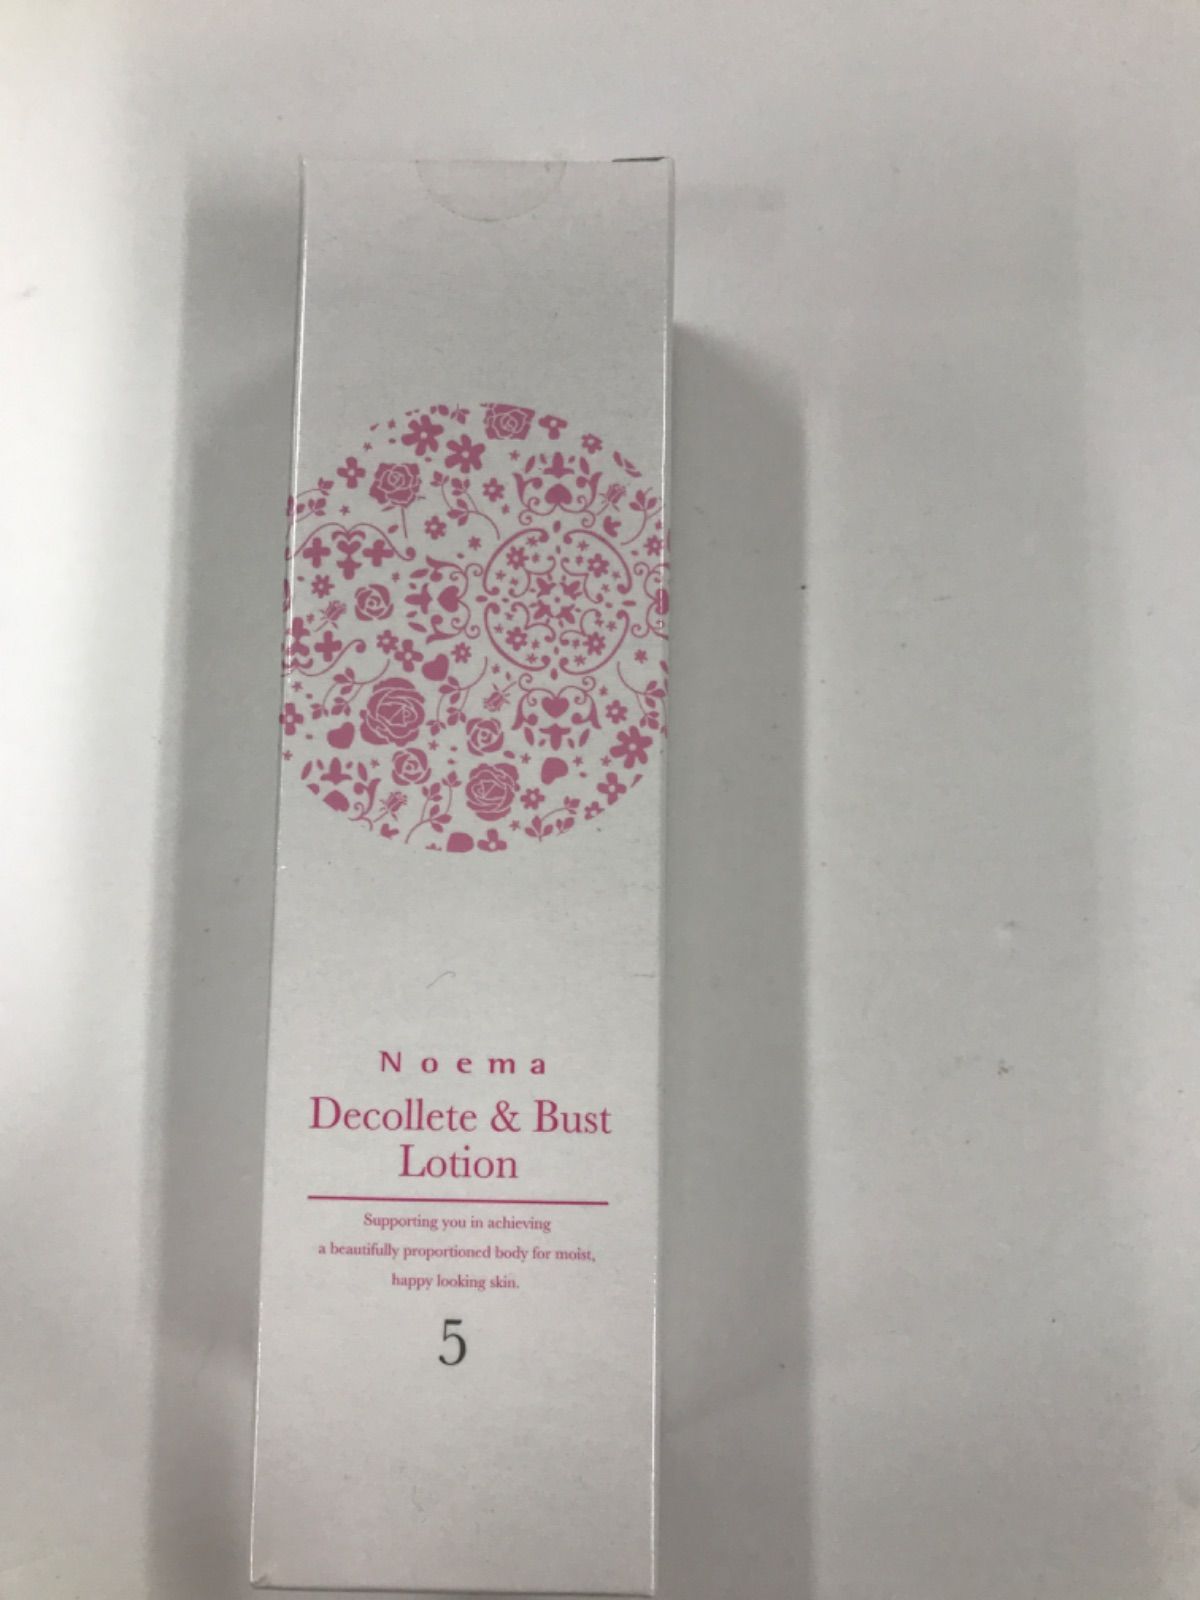 Noema
Decollete & Bust
Lotion
Supporting you in achieving
a beautifully proportioned body for moist,
happy looking skin.
5